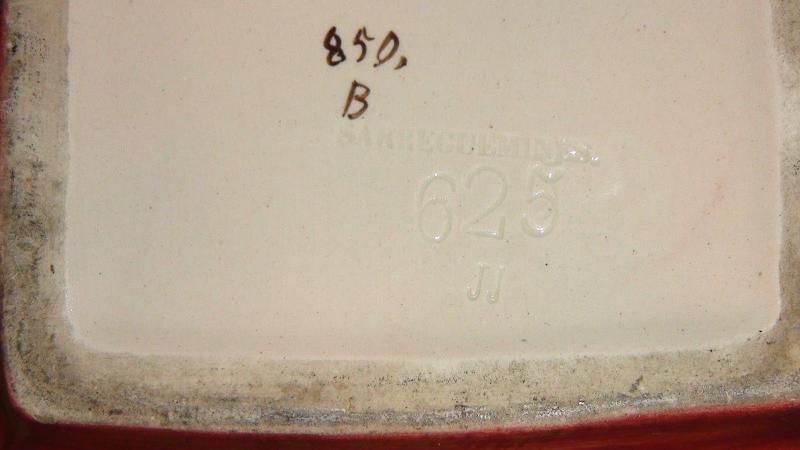 850,
B
SARREGUEMINES
625
JJ